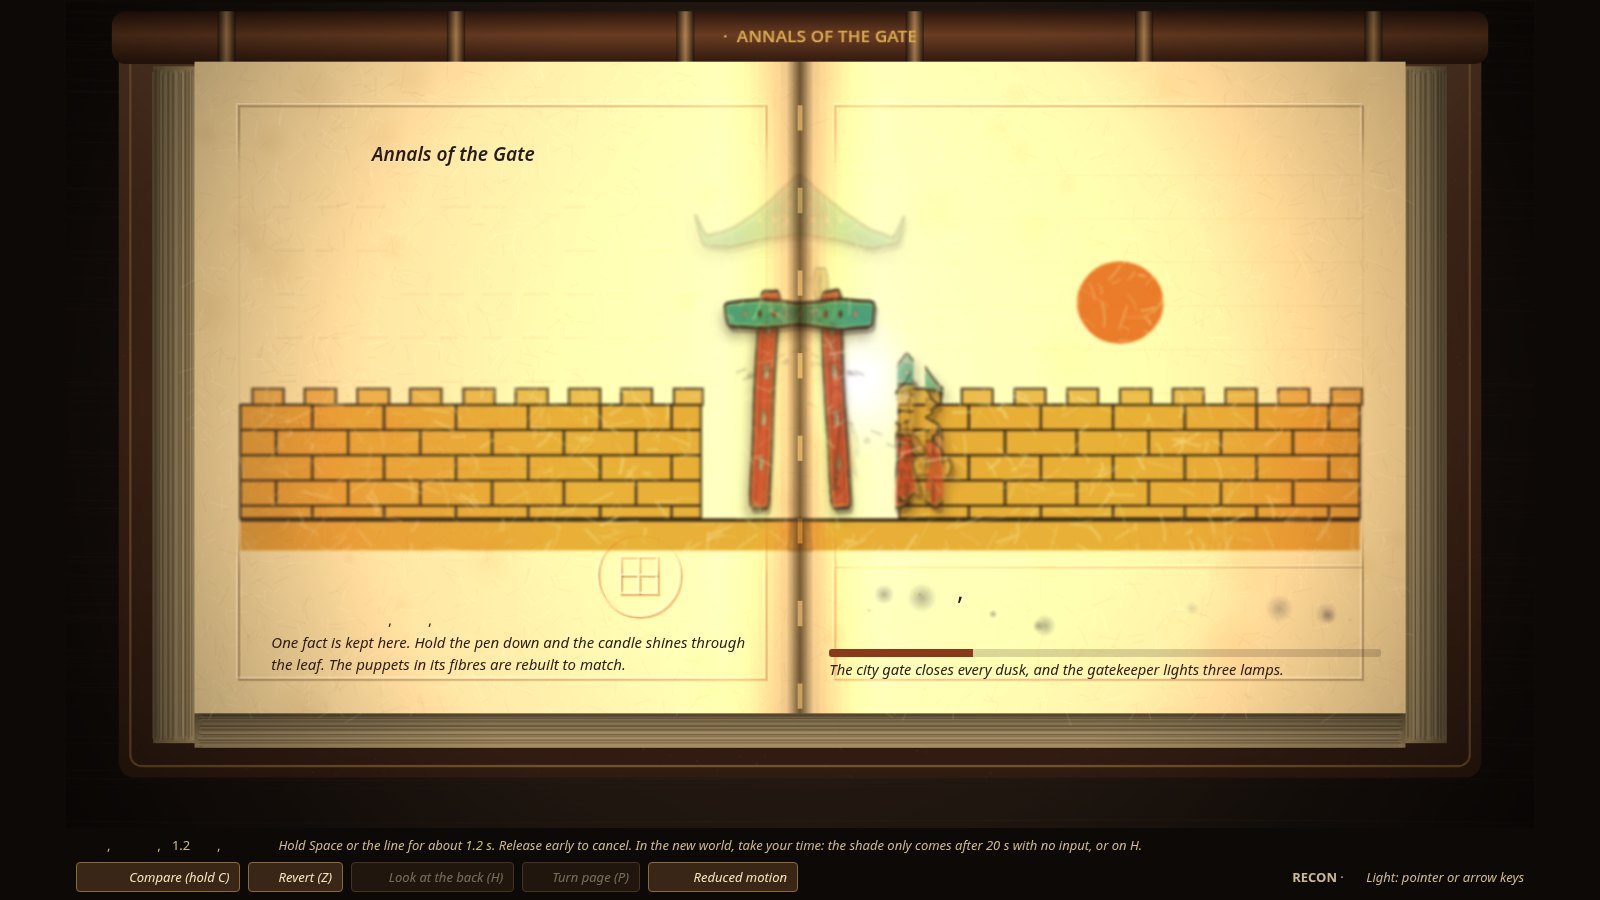 · ANNALS OF THE GATE
Annals of the Gate
, ,
One fact is kept here. Hold the pen down and the candle shines through
the leaf. The puppets in its fibres are rebuilt to match.
,
The city gate closes every dusk, and the gatekeeper lights three lamps.
, , 1.2 , Hold Space or the line for about 1.2 s. Release early to cancel. In the new world, take your time: the shade only comes after 20 s with no input, or on H.
Compare (hold C) Revert (Z) Look at the back (H) Turn page (P) Reduced motion RECON · Light: pointer or arrow keys